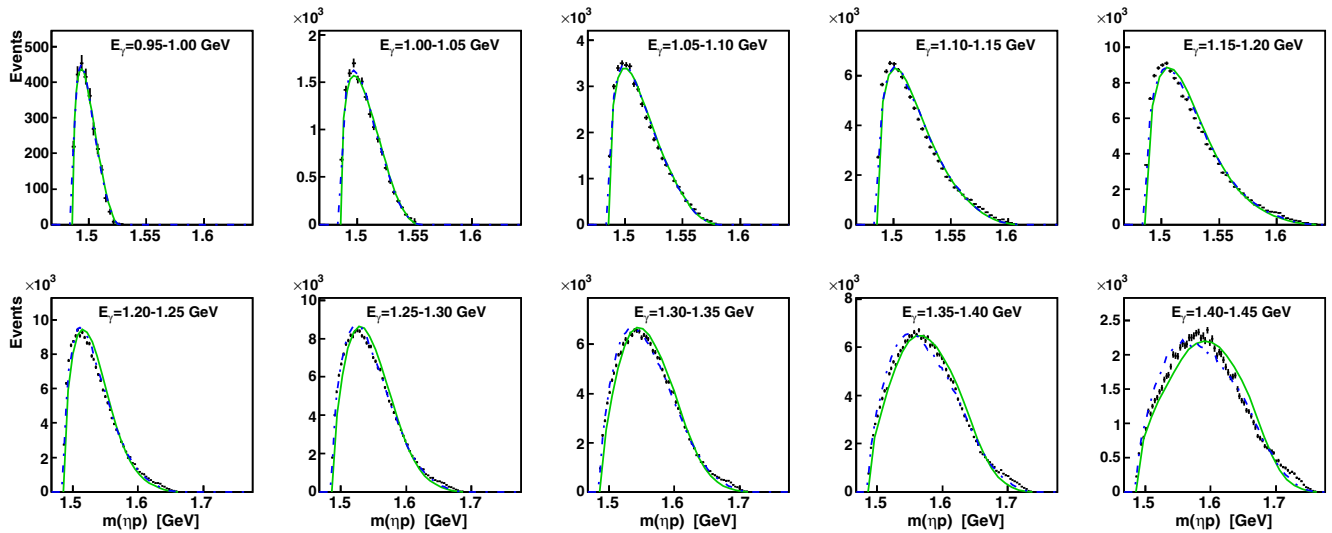 ×10³ ×10³ ×10³ ×10³
Events
E_γ=0.95-1.00 GeV E_γ=1.00-1.05 GeV E_γ=1.05-1.10 GeV E_γ=1.10-1.15 GeV E_γ=1.15-1.20 GeV
500 400 300 200 100 0
2 1.5 1 0.5 0
5 4 3 2 1 0
8 6 4 2 0
10 8 6 4 2 0
1.5 1.55 1.6 1.5 1.55 1.6 1.5 1.55 1.6 1.5 1.55 1.6 1.5 1.55 1.6
×10³ ×10³ ×10³ ×10³ ×10³
Events
E_γ=1.20-1.25 GeV E_γ=1.25-1.30 GeV E_γ=1.30-1.35 GeV E_γ=1.35-1.40 GeV E_γ=1.40-1.45 GeV
10 8 6 4 2 0
10 8 6 4 2 0
8 6 4 2 0
8 6 4 2 0
2.5 2 1.5 1 0.5 0
1.5 1.6 1.7 1.5 1.6 1.7 1.5 1.6 1.7 1.5 1.6 1.7 1.5 1.6 1.7
m(ηp) [GeV] m(ηp) [GeV] m(ηp) [GeV] m(ηp) [GeV] m(ηp) [GeV]